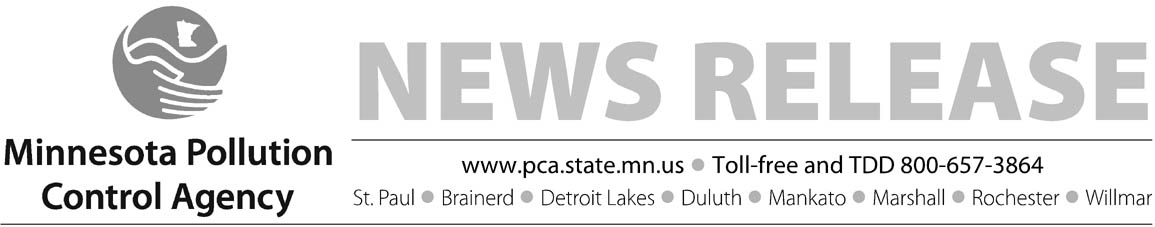 NEWS RELEASE
Minnesota Pollution
Control Agency
www.pca.state.mn.us ● Toll-free and TDD 800-657-3864
St. Paul ● Brainerd ● Detroit Lakes ● Duluth ● Mankato ● Marshall ● Rochester ● Willmar